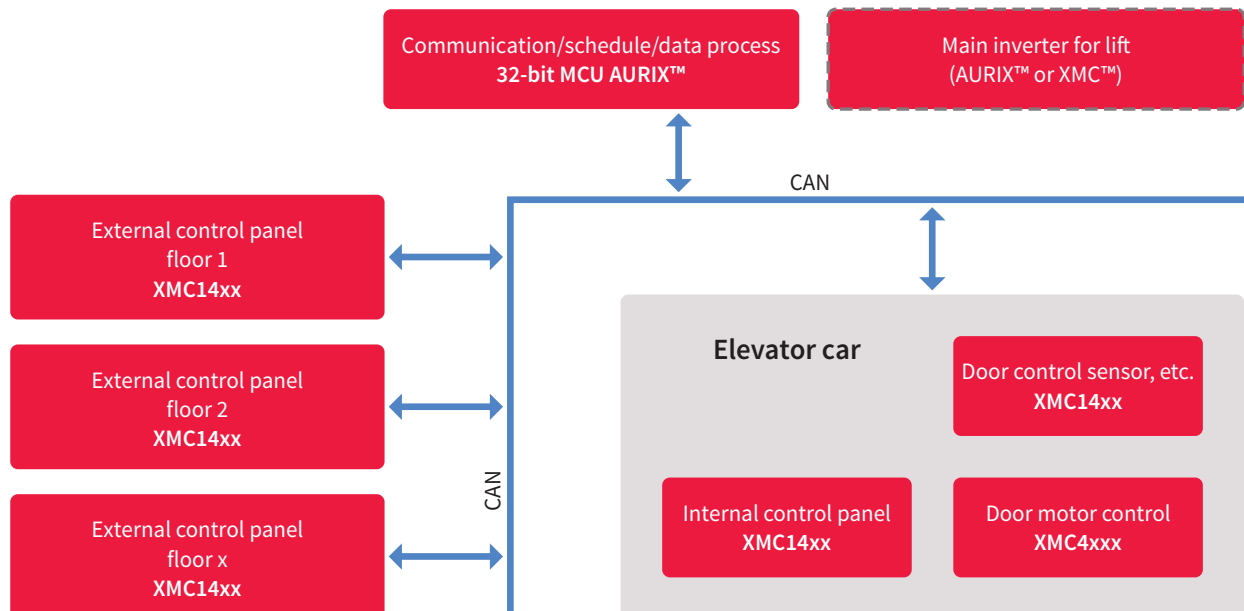 Communication/schedule/data process
32-bit MCU AURIX™
Main inverter for lift
(AURIX™ or XMC™)
CAN
External control panel
floor 1
XMC14xx
External control panel
floor 2
XMC14xx
External control panel
floor x
XMC14xx
CAN
Elevator car
Door control sensor, etc.
XMC14xx
Internal control panel
XMC14xx
Door motor control
XMC4xxx